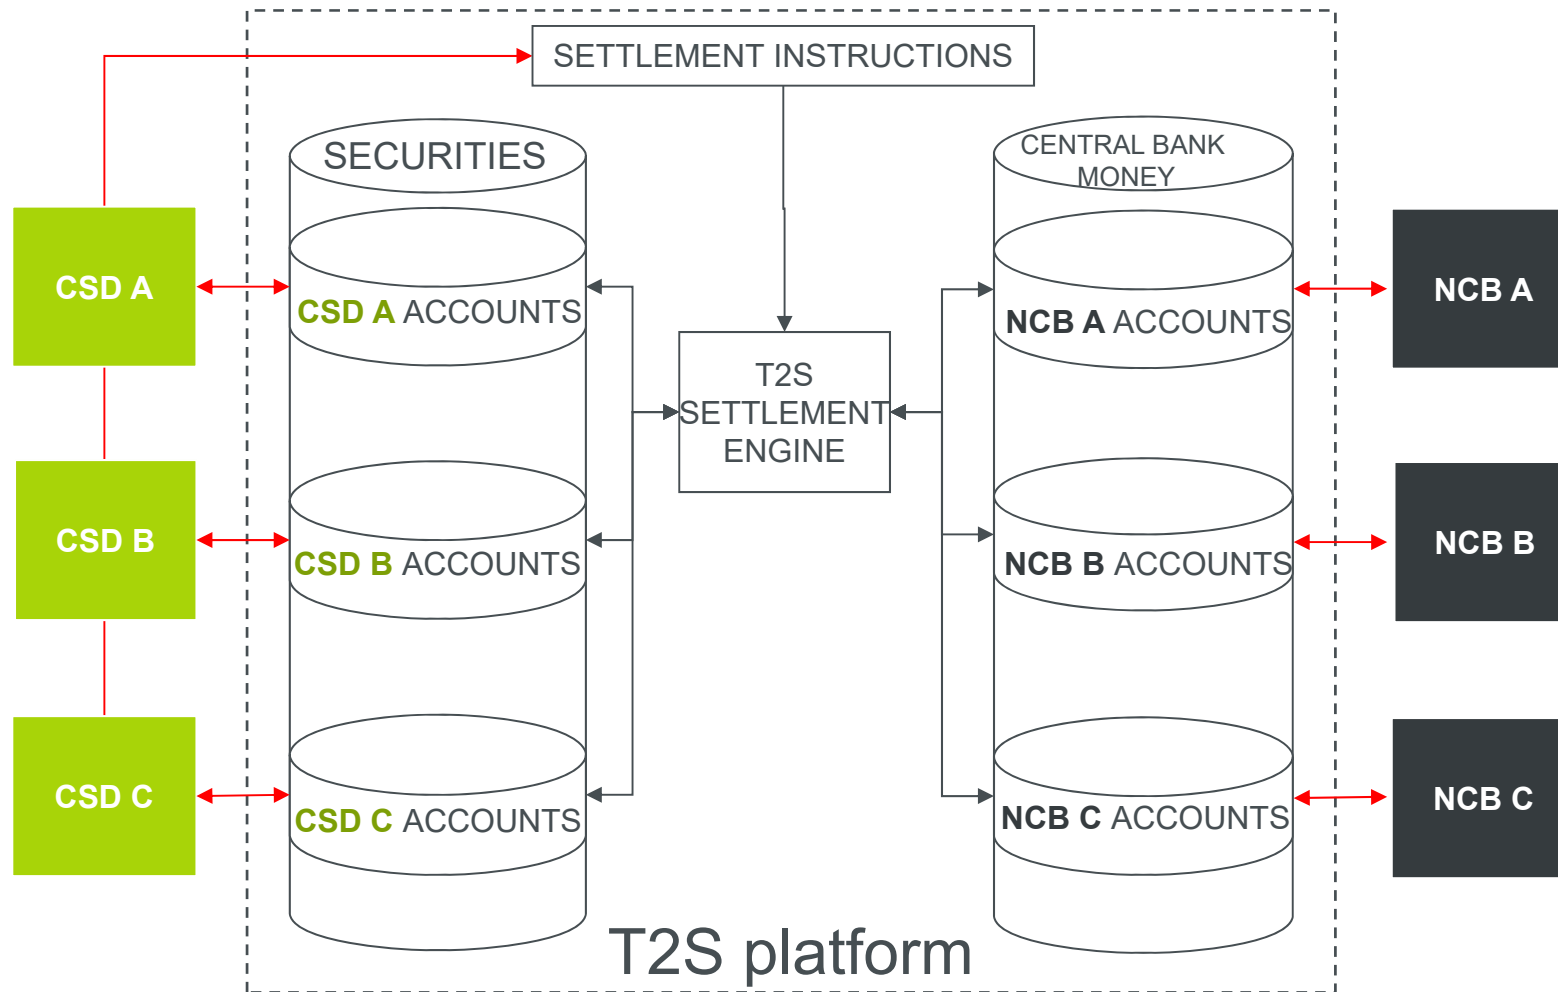 SETTLEMENT INSTRUCTIONS
SECURITIES
CENTRAL BANK
MONEY
CSD A
CSD A ACCOUNTS
NCB A ACCOUNTS
NCB A
T2S
SETTLEMENT
ENGINE
CSD B
CSD B ACCOUNTS
NCB B ACCOUNTS
NCB B
CSD C
CSD C ACCOUNTS
NCB C ACCOUNTS
NCB C
T2S platform